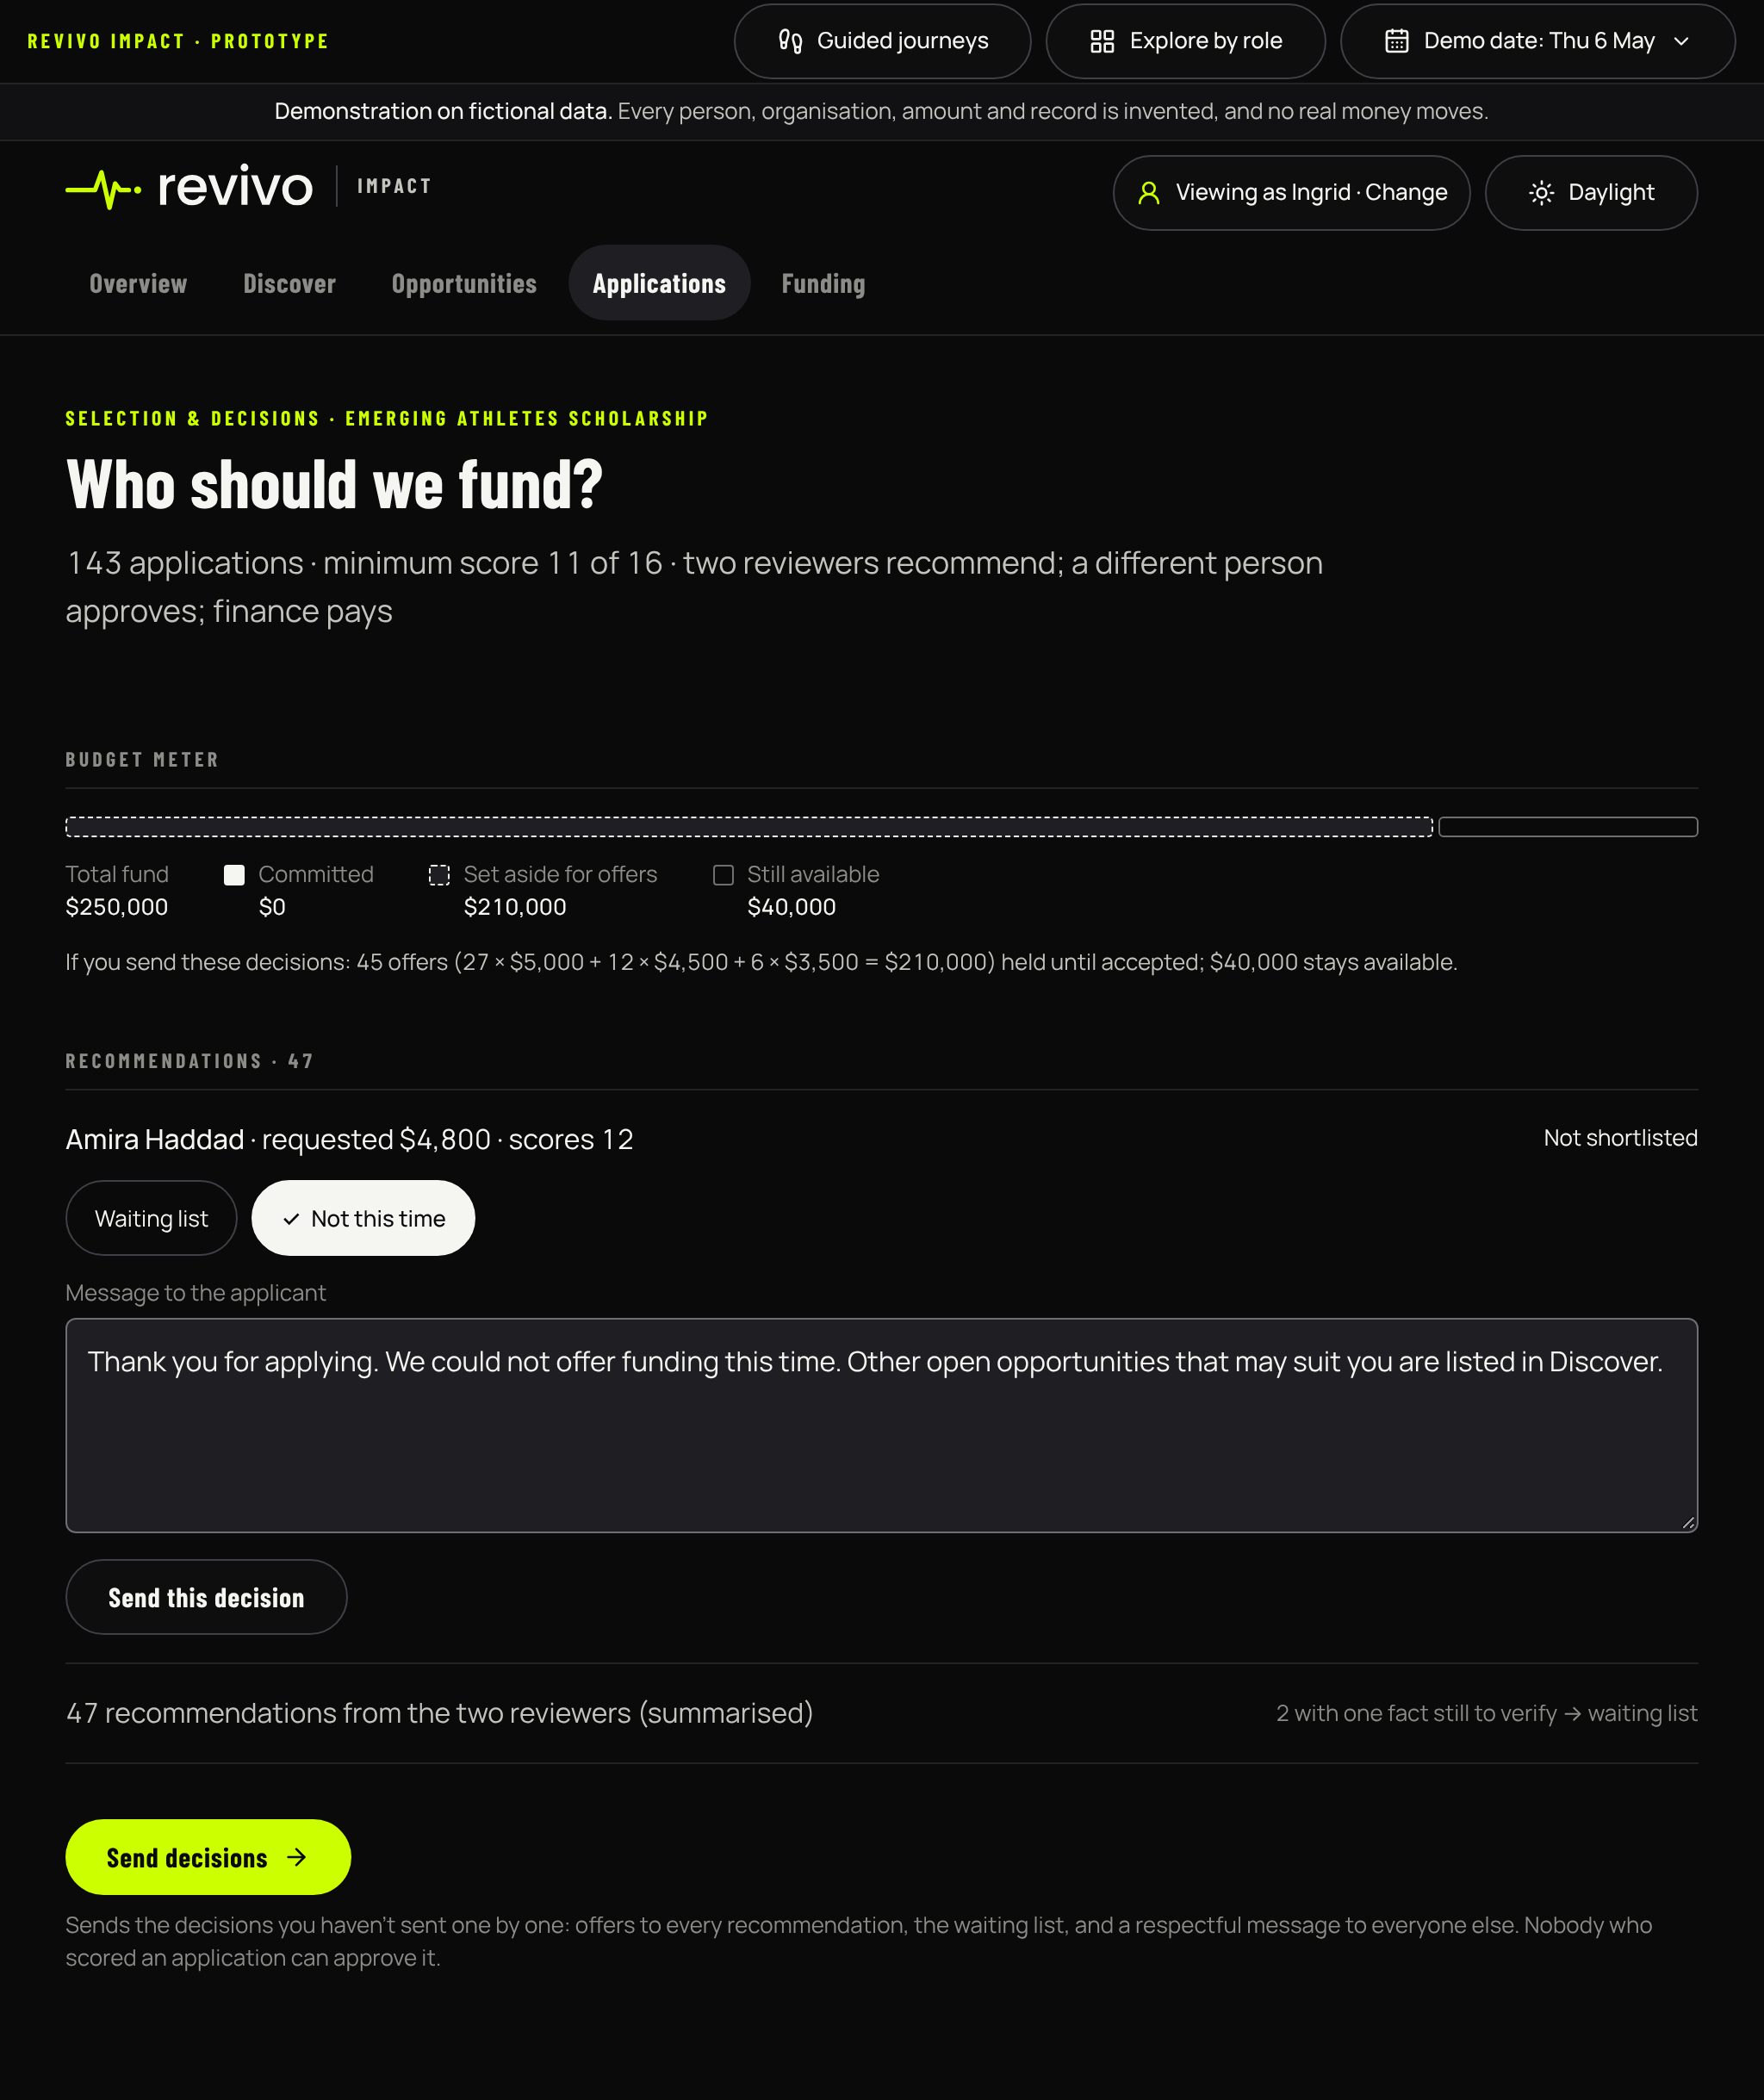 REVIVO IMPACT · PROTOTYPE
Guided journeys
Explore by role
Demo date: Thu 6 May
Demonstration on fictional data. Every person, organisation, amount and record is invented, and no real money moves.
revivo
IMPACT
Viewing as Ingrid · Change
Daylight
Overview
Discover
Opportunities
Applications
Funding
SELECTION & DECISIONS · EMERGING ATHLETES SCHOLARSHIP
Who should we fund?
143 applications · minimum score 11 of 16 · two reviewers recommend; a different person
approves; finance pays
BUDGET METER
Total fund
$250,000
Committed
$0
Set aside for offers
$210,000
Still available
$40,000
If you send these decisions: 45 offers (27 × $5,000 + 12 × $4,500 + 6 × $3,500 = $210,000) held until accepted; $40,000 stays available.
RECOMMENDATIONS · 47
Amira Haddad · requested $4,800 · scores 12
Not shortlisted
Waiting list
Not this time
Message to the applicant
Thank you for applying. We could not offer funding this time. Other open opportunities that may suit you are listed in Discover.
Send this decision
47 recommendations from the two reviewers (summarised)
2 with one fact still to verify → waiting list
Send decisions →
Sends the decisions you haven't sent one by one: offers to every recommendation, the waiting list, and a respectful message to everyone else. Nobody who
scored an application can approve it.